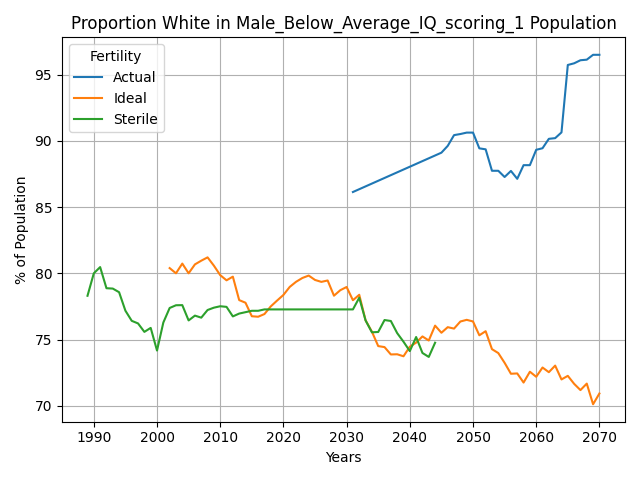 Proportion White in Male_Below_Average_IQ_scoring_1 Population
Fertility
Actual
Ideal
Sterile
% of Population
95
90
85
80
75
70
1990 2000 2010 2020 2030 2040 2050 2060 2070
Years